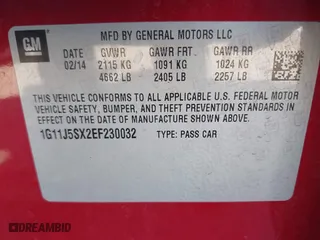 GM
MFD BY GENERAL MOTORS LLC
DATE GVWR GAWR FRT. GAWR RR
02/14 2115 KG 1091 KG 1024 KG
4662 LB 2405 LB 2257 LB
THIS VEHICLE CONFORMS TO ALL APPLICABLE U.S. FEDERAL MOTOR
VEHICLE SAFETY, BUMPER, AND THEFT PREVENTION STANDARDS IN
EFFECT ON THE DATE OF MANUFACTURE SHOWN ABOVE.
1G11J5SX2EF230032 TYPE: PASS CAR
DREAMBID